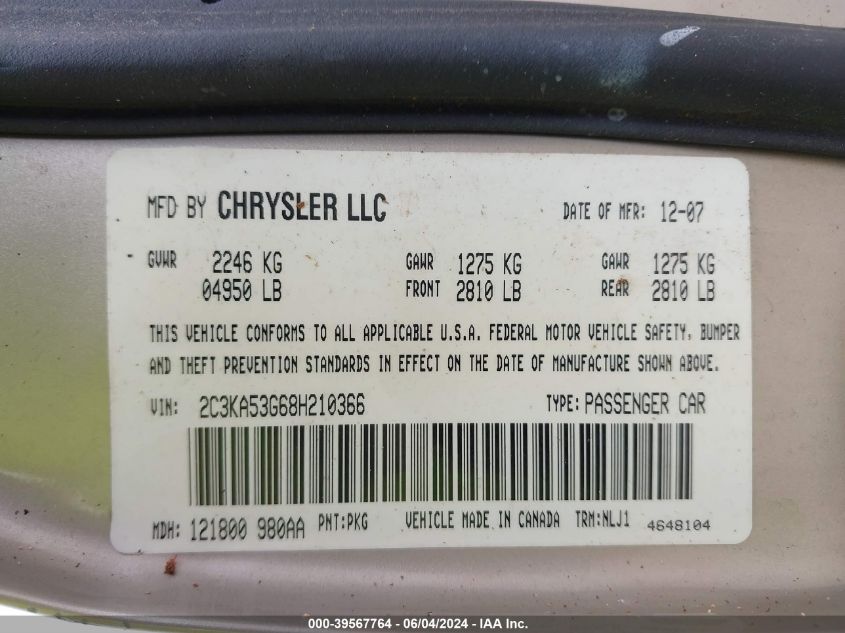 MFD BY CHRYSLER LLC DATE OF MFR: 12-07
GVWR 2246 KG GAWR 1275 KG GAWR 1275 KG
04950 LB FRONT 2810 LB REAR 2810 LB
THIS VEHICLE CONFORMS TO ALL APPLICABLE U.S.A. FEDERAL MOTOR VEHICLE SAFETY, BUMPER
AND THEFT PREVENTION STANDARDS IN EFFECT ON THE DATE OF MANUFACTURE SHOWN ABOVE.
VIN: 2C3KA53G68H210366 TYPE: PASSENGER CAR
MDH: 121800 980AA PNT:PKG VEHICLE MADE IN CANADA TRM:NLJ1 4648104
000-39567764 - 06/04/2024 - IAA Inc.